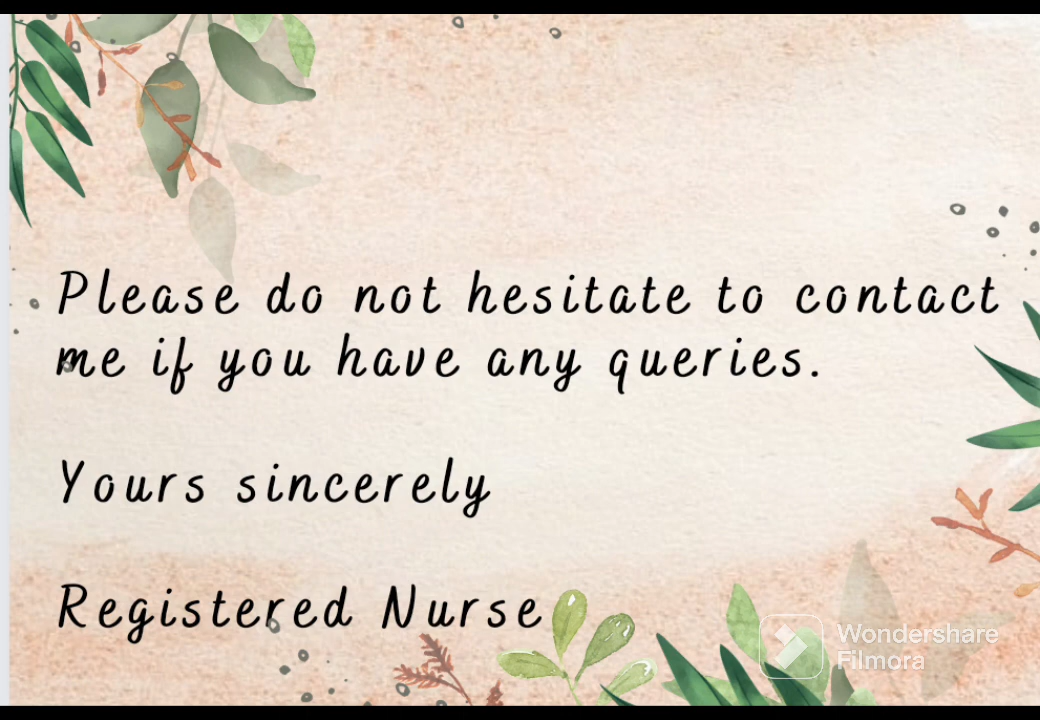 Please do not hesitate to contact
me if you have any queries.
Yours sincerely
Registered Nurse
Wondershare
Filmora